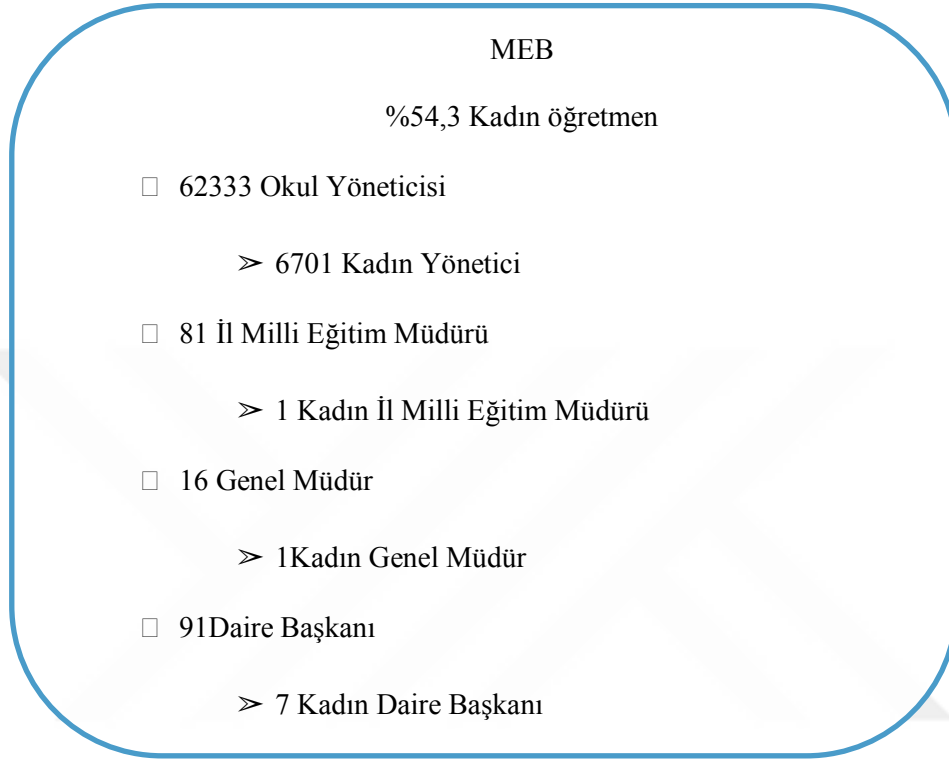 MEB
%54,3 Kadın öğretmen
□ 62333 Okul Yöneticisi
➢ 6701 Kadın Yönetici
□ 81 İl Milli Eğitim Müdürü
➢ 1 Kadın İl Milli Eğitim Müdürü
□ 16 Genel Müdür
➢ 1Kadın Genel Müdür
□ 91Daire Başkanı
➢ 7 Kadın Daire Başkanı